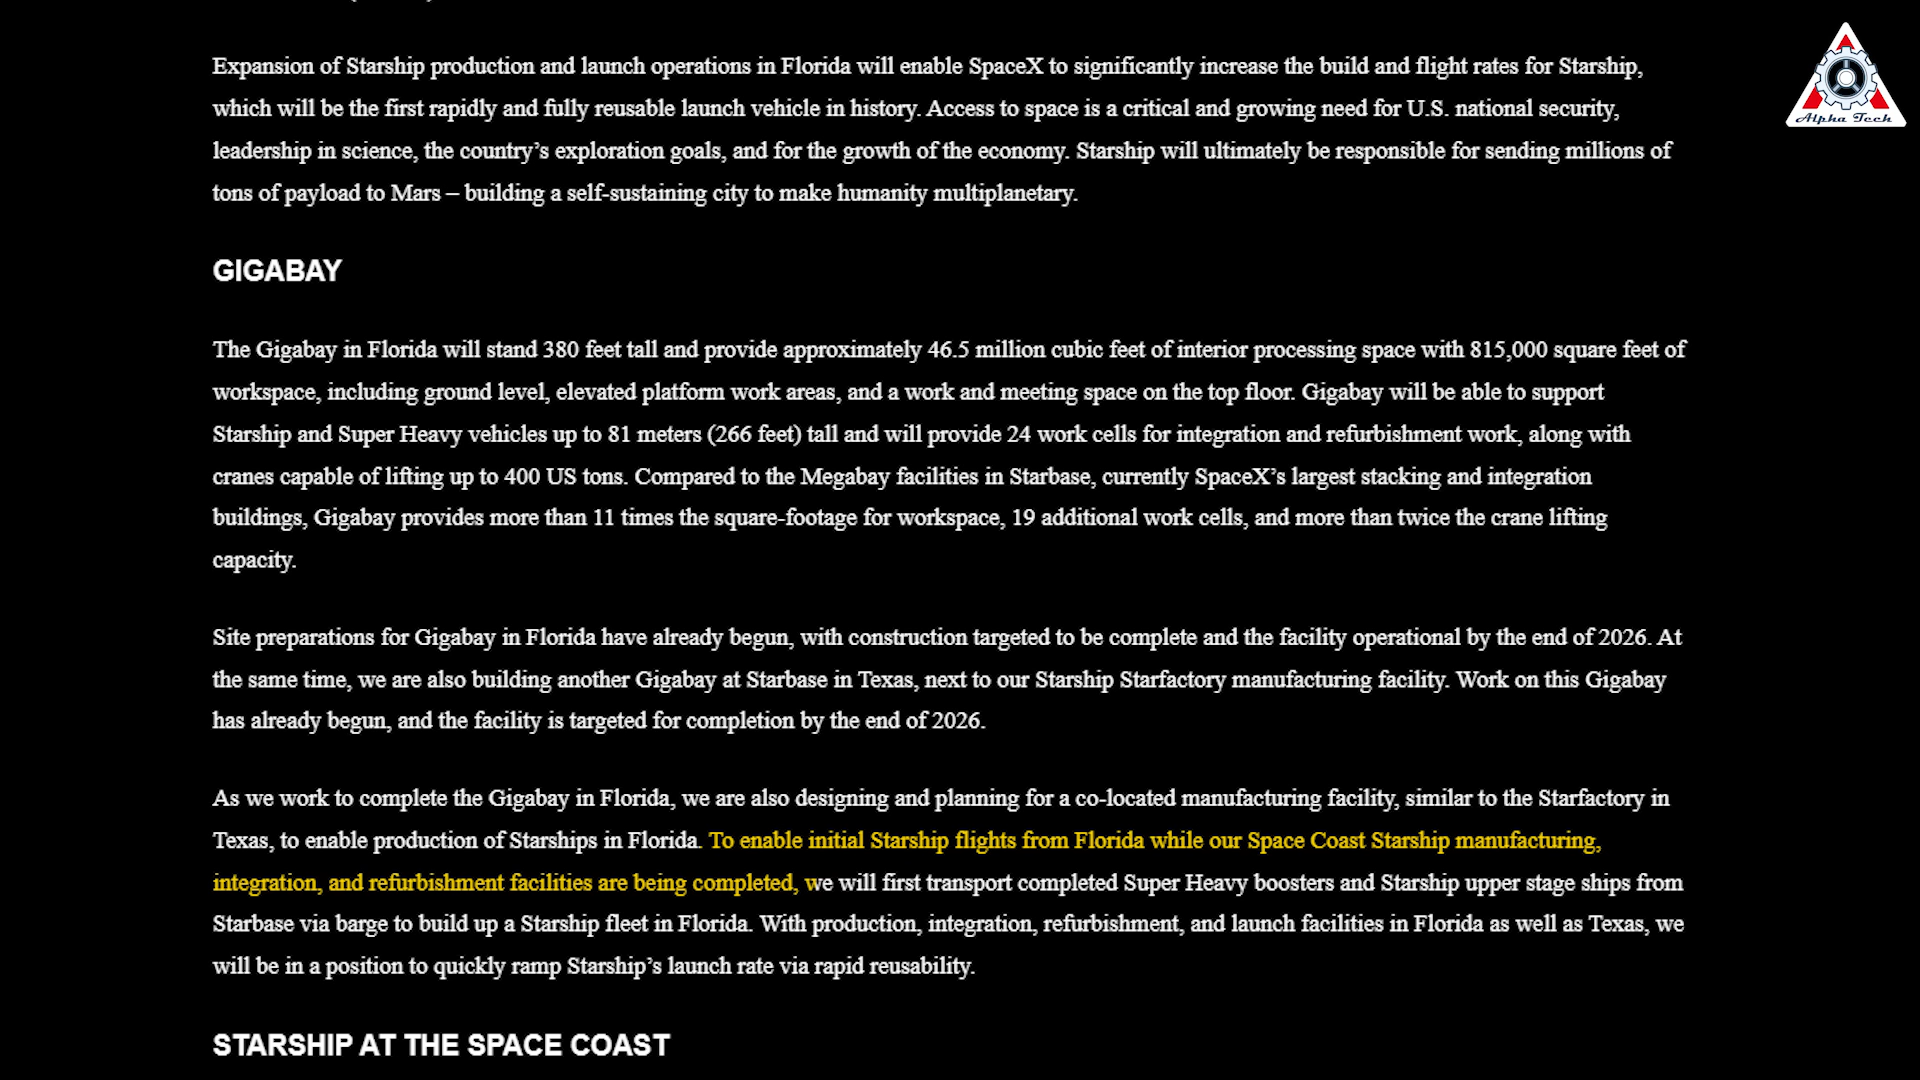 Expansion of Starship production and launch operations in Florida will enable SpaceX to significantly increase the build and flight rates for Starship,
which will be the first rapidly and fully reusable launch vehicle in history. Access to space is a critical and growing need for U.S. national security,
leadership in science, the country’s exploration goals, and for the growth of the economy. Starship will ultimately be responsible for sending millions of
tons of payload to Mars – building a self-sustaining city to make humanity multiplanetary.
Alpha Tech
GIGABAY
The Gigabay in Florida will stand 380 feet tall and provide approximately 46.5 million cubic feet of interior processing space with 815,000 square feet of
workspace, including ground level, elevated platform work areas, and a work and meeting space on the top floor. Gigabay will be able to support
Starship and Super Heavy vehicles up to 81 meters (266 feet) tall and will provide 24 work cells for integration and refurbishment work, along with
cranes capable of lifting up to 400 US tons. Compared to the Megabay facilities in Starbase, currently SpaceX’s largest stacking and integration
buildings, Gigabay provides more than 11 times the square-footage for workspace, 19 additional work cells, and more than twice the crane lifting
capacity.
Site preparations for Gigabay in Florida have already begun, with construction targeted to be complete and the facility operational by the end of 2026. At
the same time, we are also building another Gigabay at Starbase in Texas, next to our Starship Starfactory manufacturing facility. Work on this Gigabay
has already begun, and the facility is targeted for completion by the end of 2026.
As we work to complete the Gigabay in Florida, we are also designing and planning for a co-located manufacturing facility, similar to the Starfactory in
Texas, to enable production of Starships in Florida. To enable initial Starship flights from Florida while our Space Coast Starship manufacturing,
integration, and refurbishment facilities are being completed, we will first transport completed Super Heavy boosters and Starship upper stage ships from
Starbase via barge to build up a Starship fleet in Florida. With production, integration, refurbishment, and launch facilities in Florida as well as Texas, we
will be in a position to quickly ramp Starship’s launch rate via rapid reusability.
STARSHIP AT THE SPACE COAST